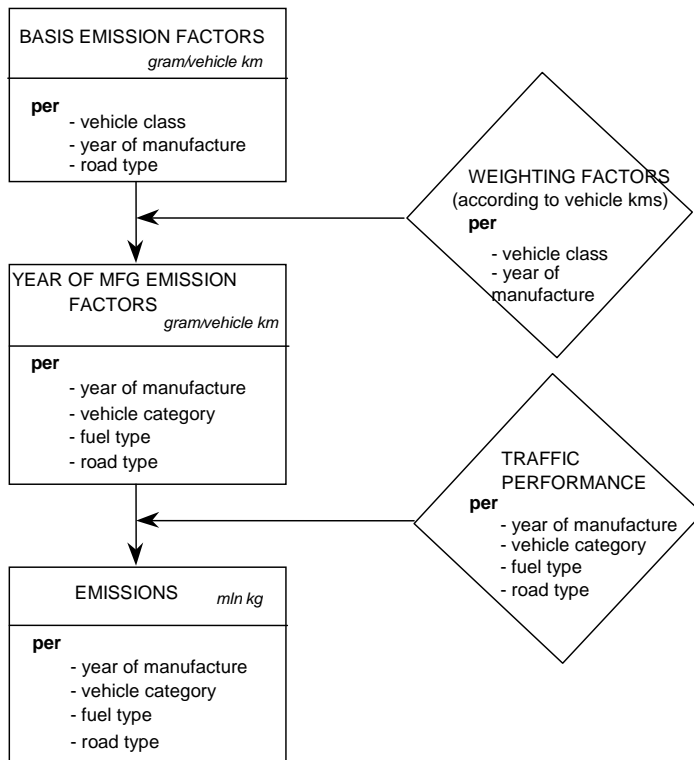 BASIS EMISSION FACTORS
gram/vehicle km
per
- vehicle class
- year of manufacture
- road type
WEIGHTING FACTORS
(according to vehicle kms)
per
- vehicle class
- year of
manufacture
YEAR OF MFG EMISSION
FACTORS
gram/vehicle km
per
- year of manufacture
- vehicle category
- fuel type
- road type
TRAFFIC
PERFORMANCE
per
- year of manufacture
- vehicle category
- fuel type
- road type
EMISSIONS
mln kg
per
- year of manufacture
- vehicle category
- fuel type
- road type